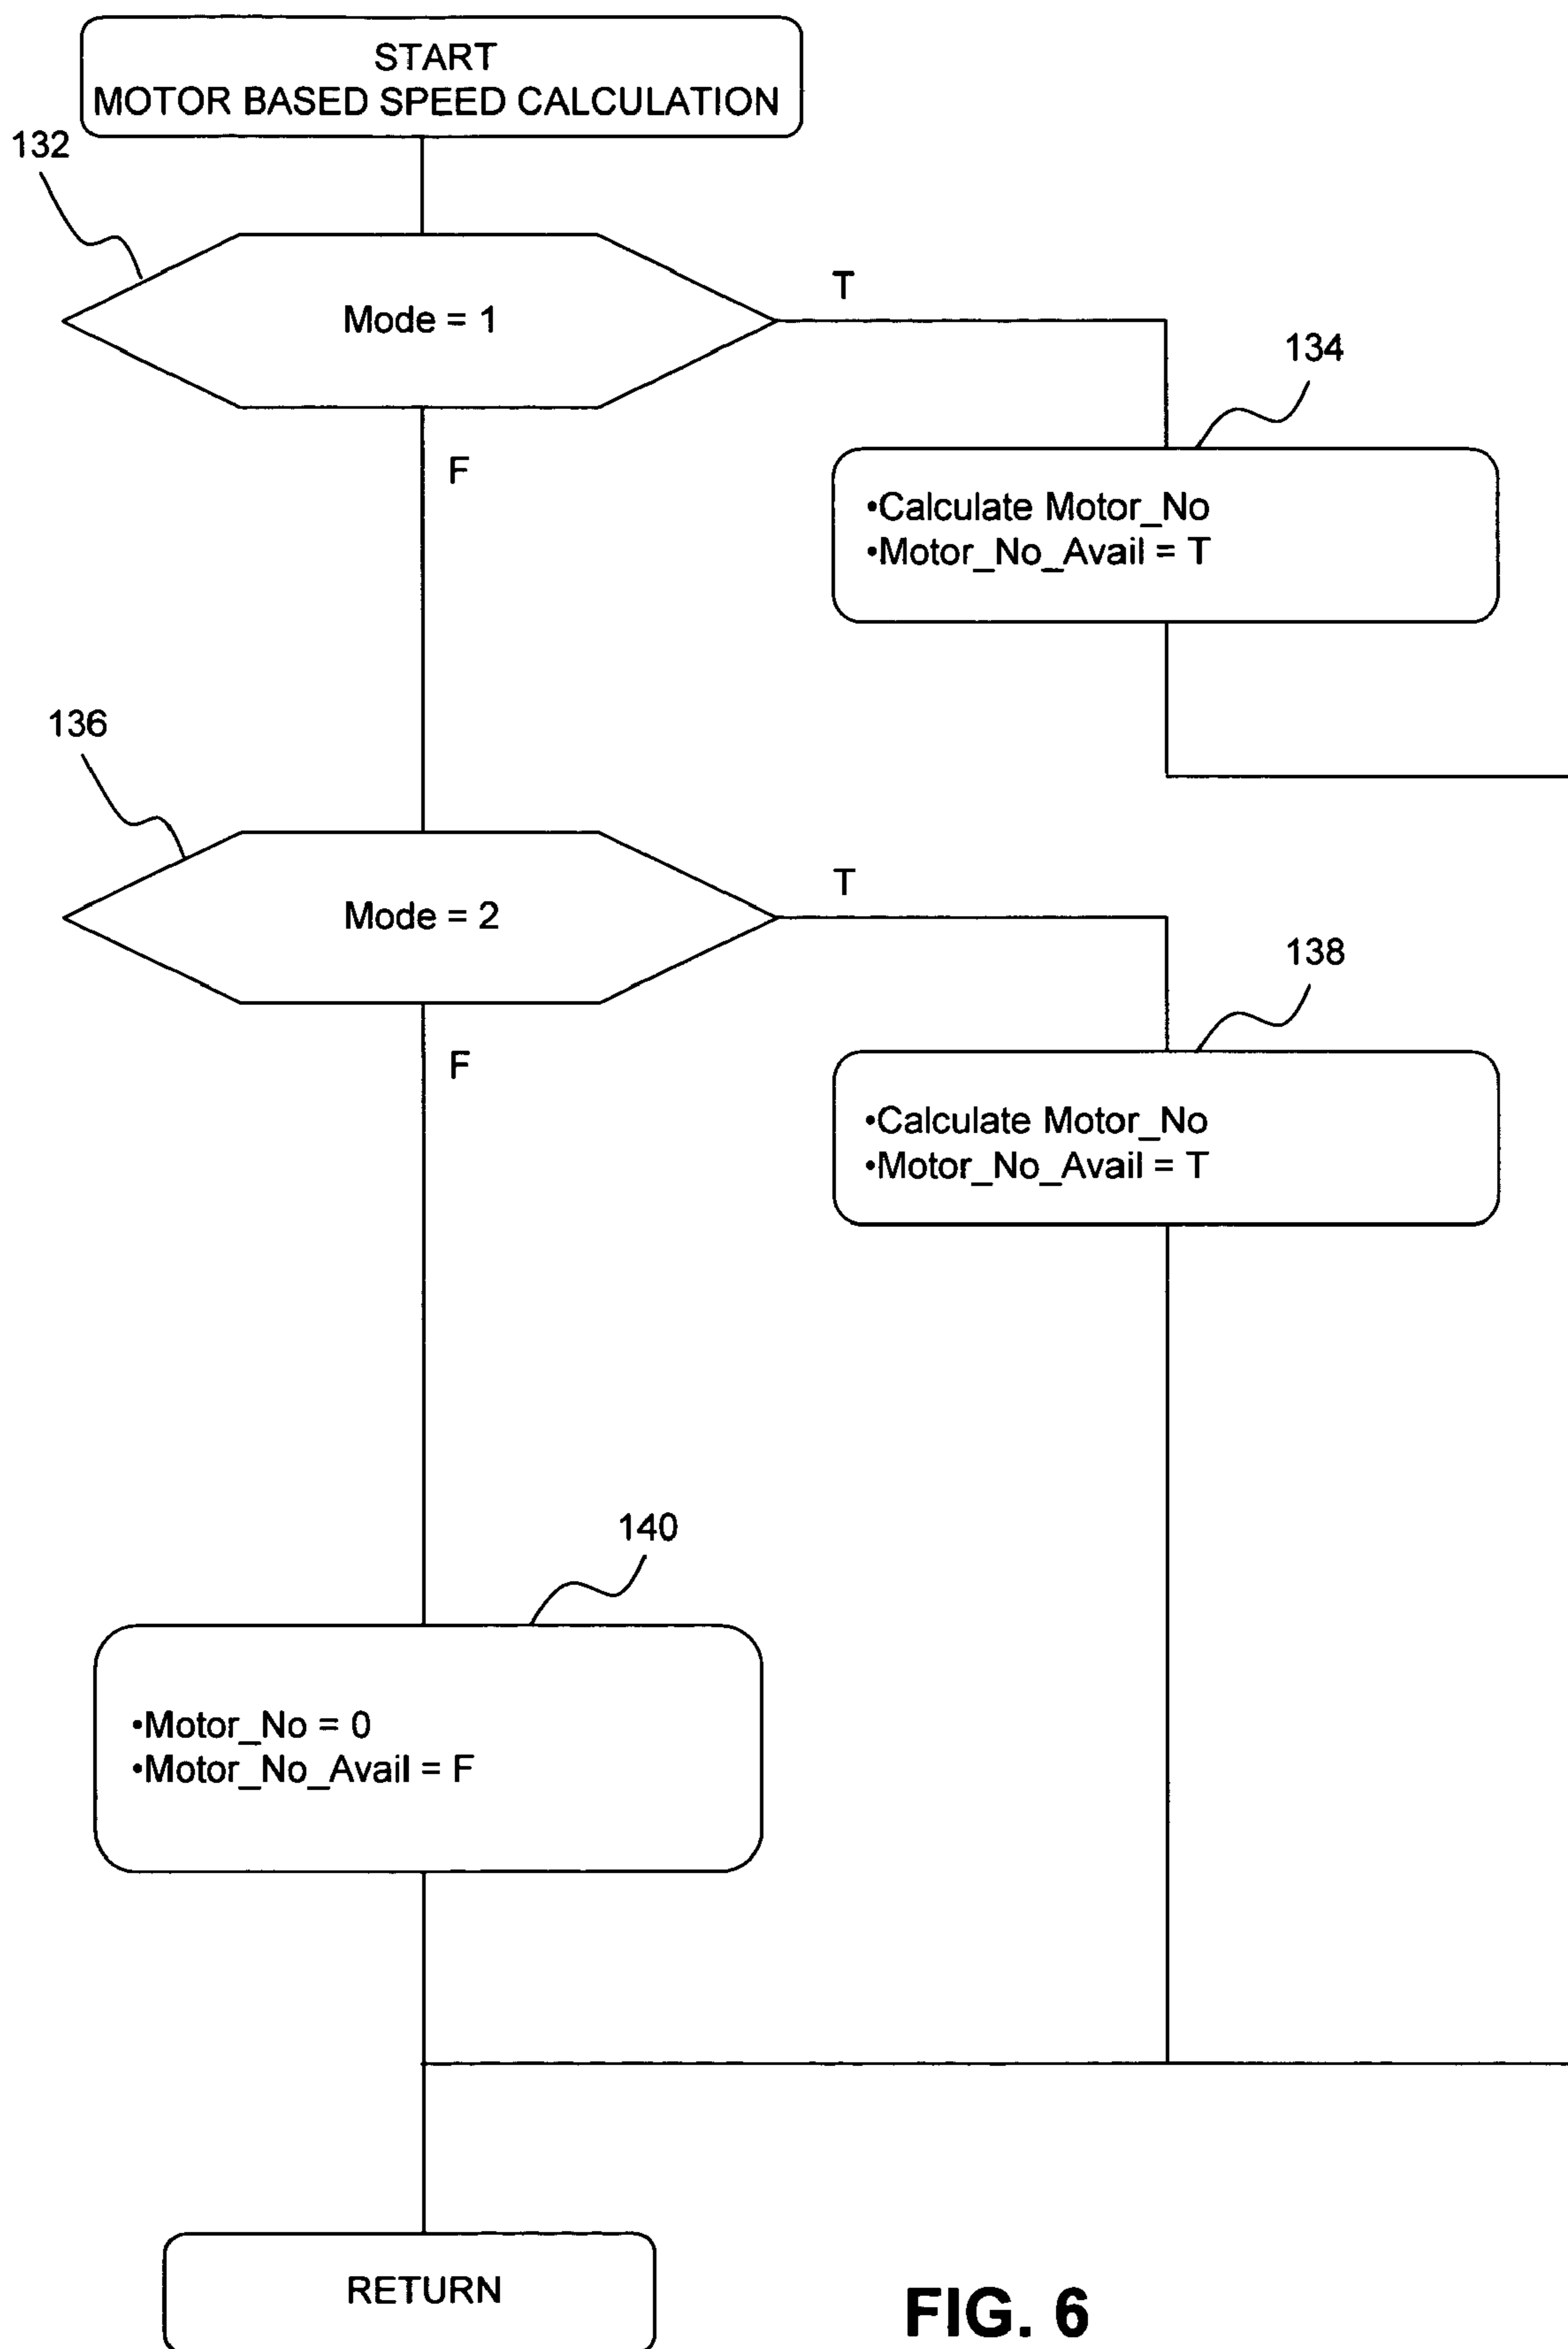 START
MOTOR BASED SPEED CALCULATION
132
Mode = 1
T
134
F
•Calculate Motor_No
•Motor_No_Avail = T
136
Mode = 2
T
138
F
•Calculate Motor_No
•Motor_No_Avail = T
140
•Motor_No = 0
•Motor_No_Avail = F
RETURN
FIG. 6